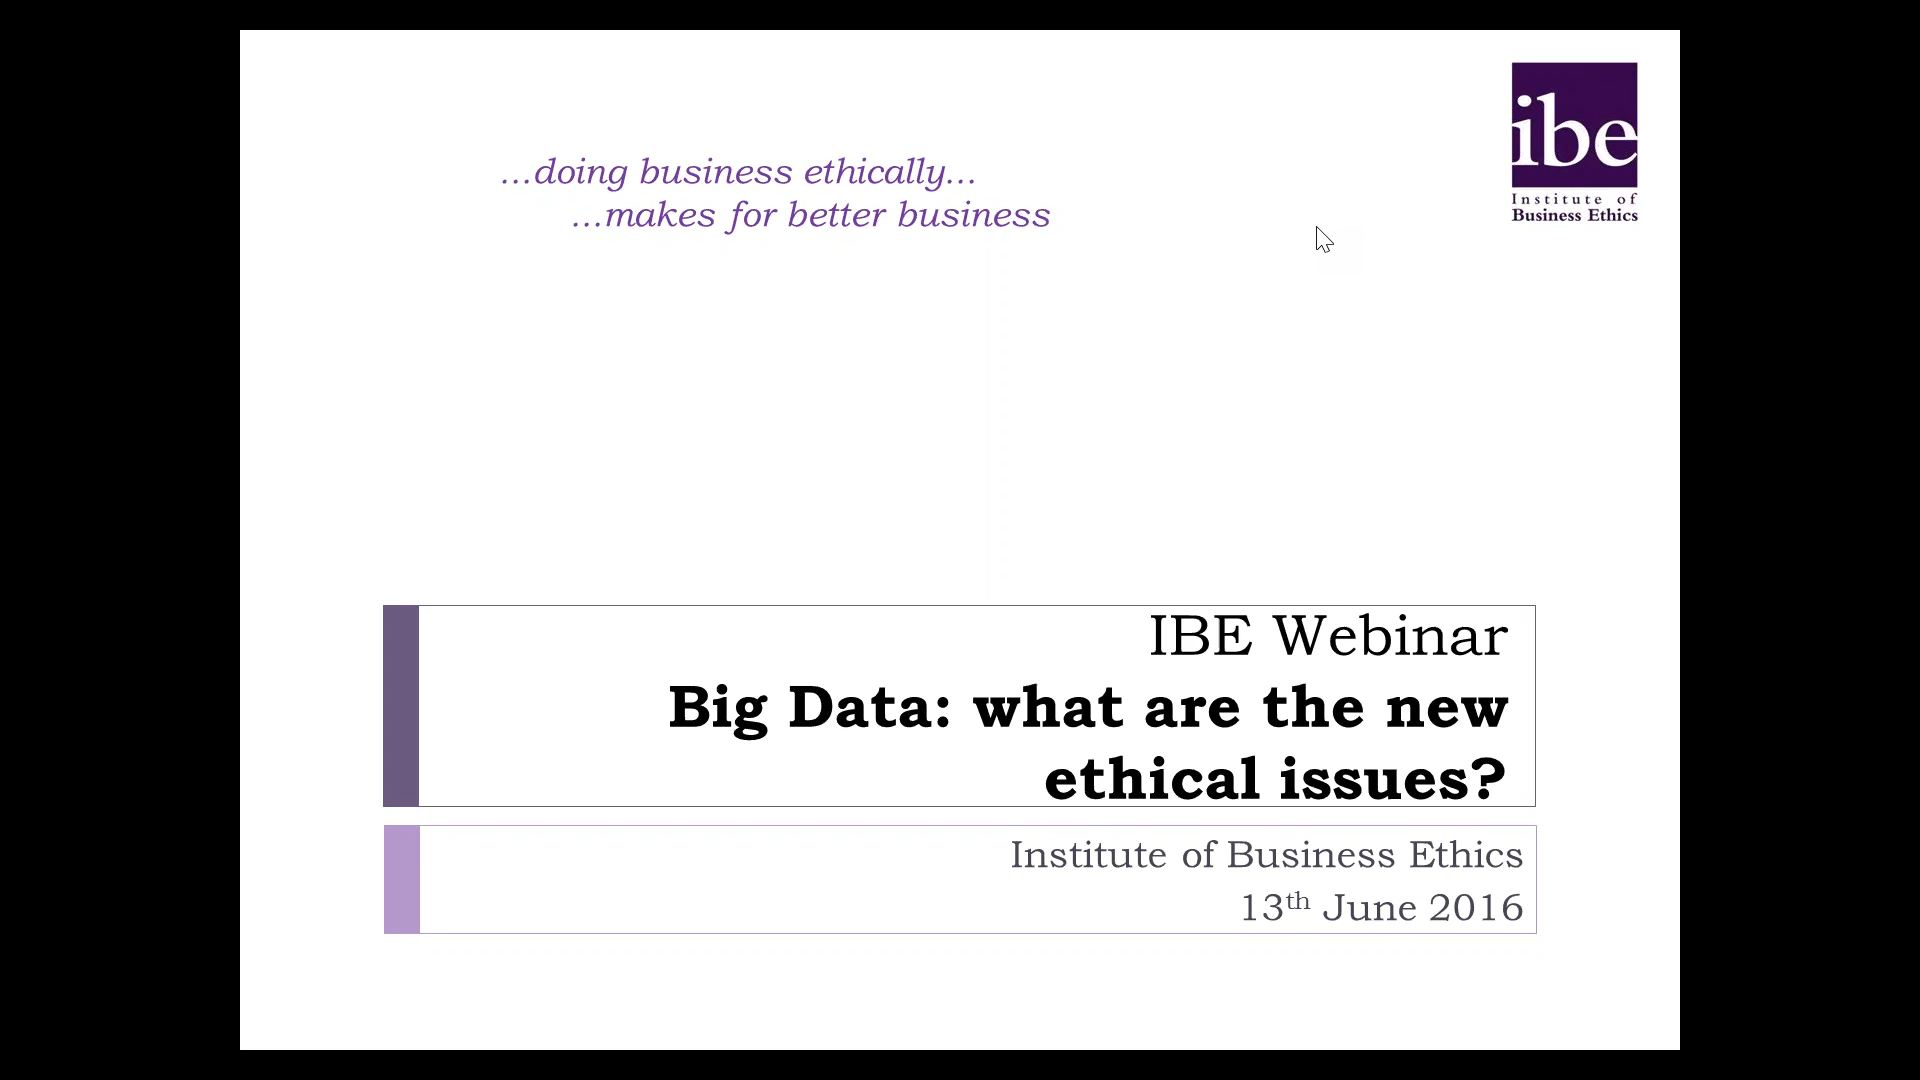 ...doing business ethically...
...makes for better business
ibe
Institute of
Business Ethics
IBE Webinar
Big Data: what are the new
ethical issues?
Institute of Business Ethics
13th June 2016